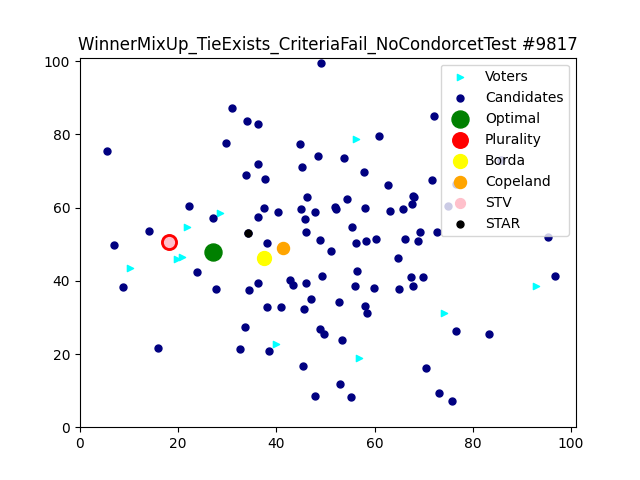 WinnerMixUp_TieExists_CriteriaFail_NoCondorcetTest #9817
100
80
60
40
20
0
0 20 40 60 80 100
Voters
Candidates
Optimal
Plurality
Borda
Copeland
STV
STAR